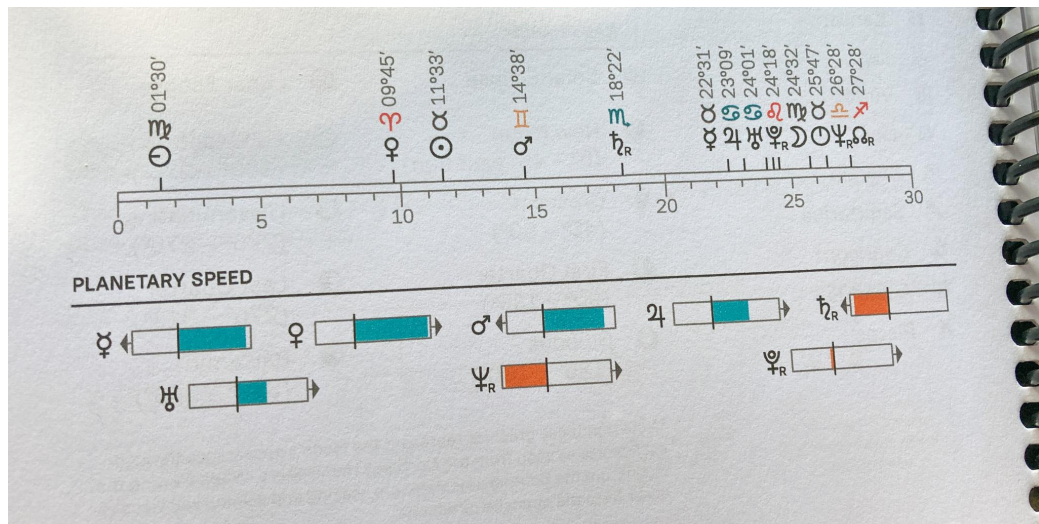 01°30′ 09°45′ 11°33′ 14°38′ 18°22′ 22°31′ 23°09′ 24°01′ 24°18′ 24°32′ 25°47′ 26°28′ 27°28′
♍ ♈ ♉ ♊ ♏ ♉ ♋ ♋ ♌ ♍ ♉ ♎ ♐
♀ ☉ ♂ ♄R ☿ ♃ ♅ R ☽ ♆R ☊R
0 5 10 15 20 25 30
PLANETARY SPEED
☿ ♀ ♂ ♃ ♄R
♅ ♆R R